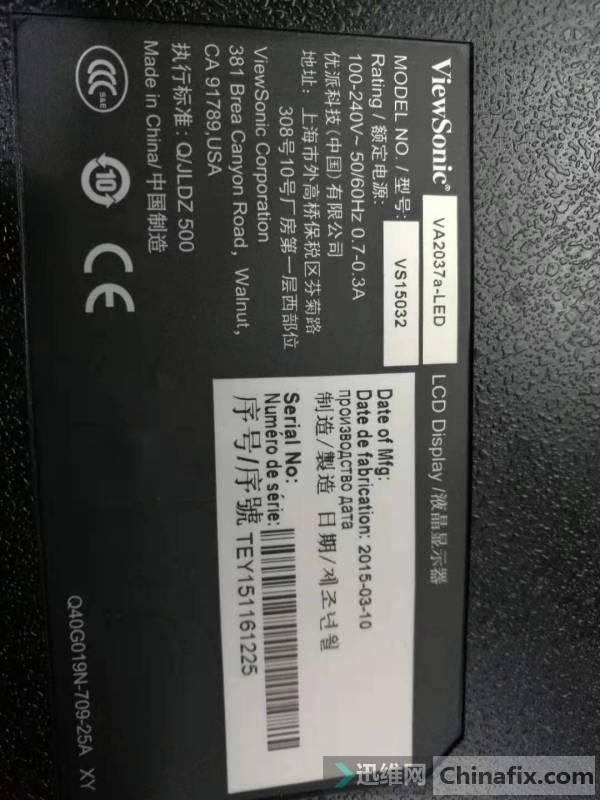 ViewSonic®
VA2037a-LED
LCD Display /液晶显示器
MODEL NO. / 型号:
VS15032
Rating / 额定电源:
100-240V~ 50/60Hz 0.7-0.3A
优派科技(中国)有限公司
地址: 上海市外高桥保税区芬菊路
308号10号厂房第一层西部位
ViewSonic Corporation
381 Brea Canyon Road, Walnut,
CA 91789,USA
执行标准: Q/JLDZ 500
Made in China/中国制造
CCC
S&E
10
CE
Date of Mfg:
Date de fabrication: 2015-03-10
производство дата
制造/製造 日期/제조년월
Serial No:
Numéro de série:
序号/序號 TEY151161225
Q40G019N-709-25A XY
迅维网 Chinafix.com